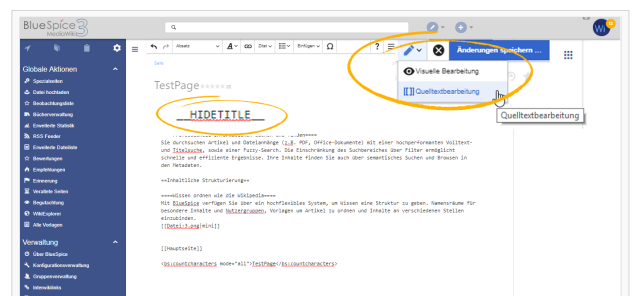 BlueSpice 3
MediaWiki
Globale Aktionen
Spezialseiten
Datei hochladen
Beobachtungsliste
Bücherverwaltung
Erweiterte Statistik
RSS Feeder
Erweiterte Dateiliste
Bewertungen
Empfehlungen
Erinnerung
Veraltete Seiten
Begutachtung
WikiExplorer
Alle Vorlagen
Verwaltung
Über BlueSpice
Konfigurationsverwaltung
Gruppenverwaltung
Interwikilinks
Absatz
A
Zitat
Einfügen
Ω
?
Änderungen speichern ...
WI
Visuelle Bearbeitung
[[]] Quelltextbearbeitung
Quelltextbearbeitung
Seite
TestPage
__HIDETITLE__
Sie durchsuchen Artikel und Dateianhänge (z.B. PDF, Office-Dokumente) mit einer hochperformanten Volltext-
und Titelsuche, sowie einer Fuzzy-Search. Die Einschränkung des Suchbereiches über Filter ermöglicht
schnelle und effiziente Ergebnisse. Ihre Inhalte finden Sie auch über semantisches Suchen und Browsen in
den Metadaten.
==Inhaltliche Strukturierung==
====Wissen ordnen wie die Wikipedia====
Mit BlueSpice verfügen Sie über ein hochflexibles System, um Wissen eine Struktur zu geben. Namensräume für
besondere Inhalte und Nutzergruppen, Vorlagen um Artikel zu ordnen und Inhalte an verschiedenen Stellen
einzubinden.
[[Datei:3.png|mini]]
[[Hauptseite]]
<bs:countcharacters mode="all">TestPage</bs:countcharacters>